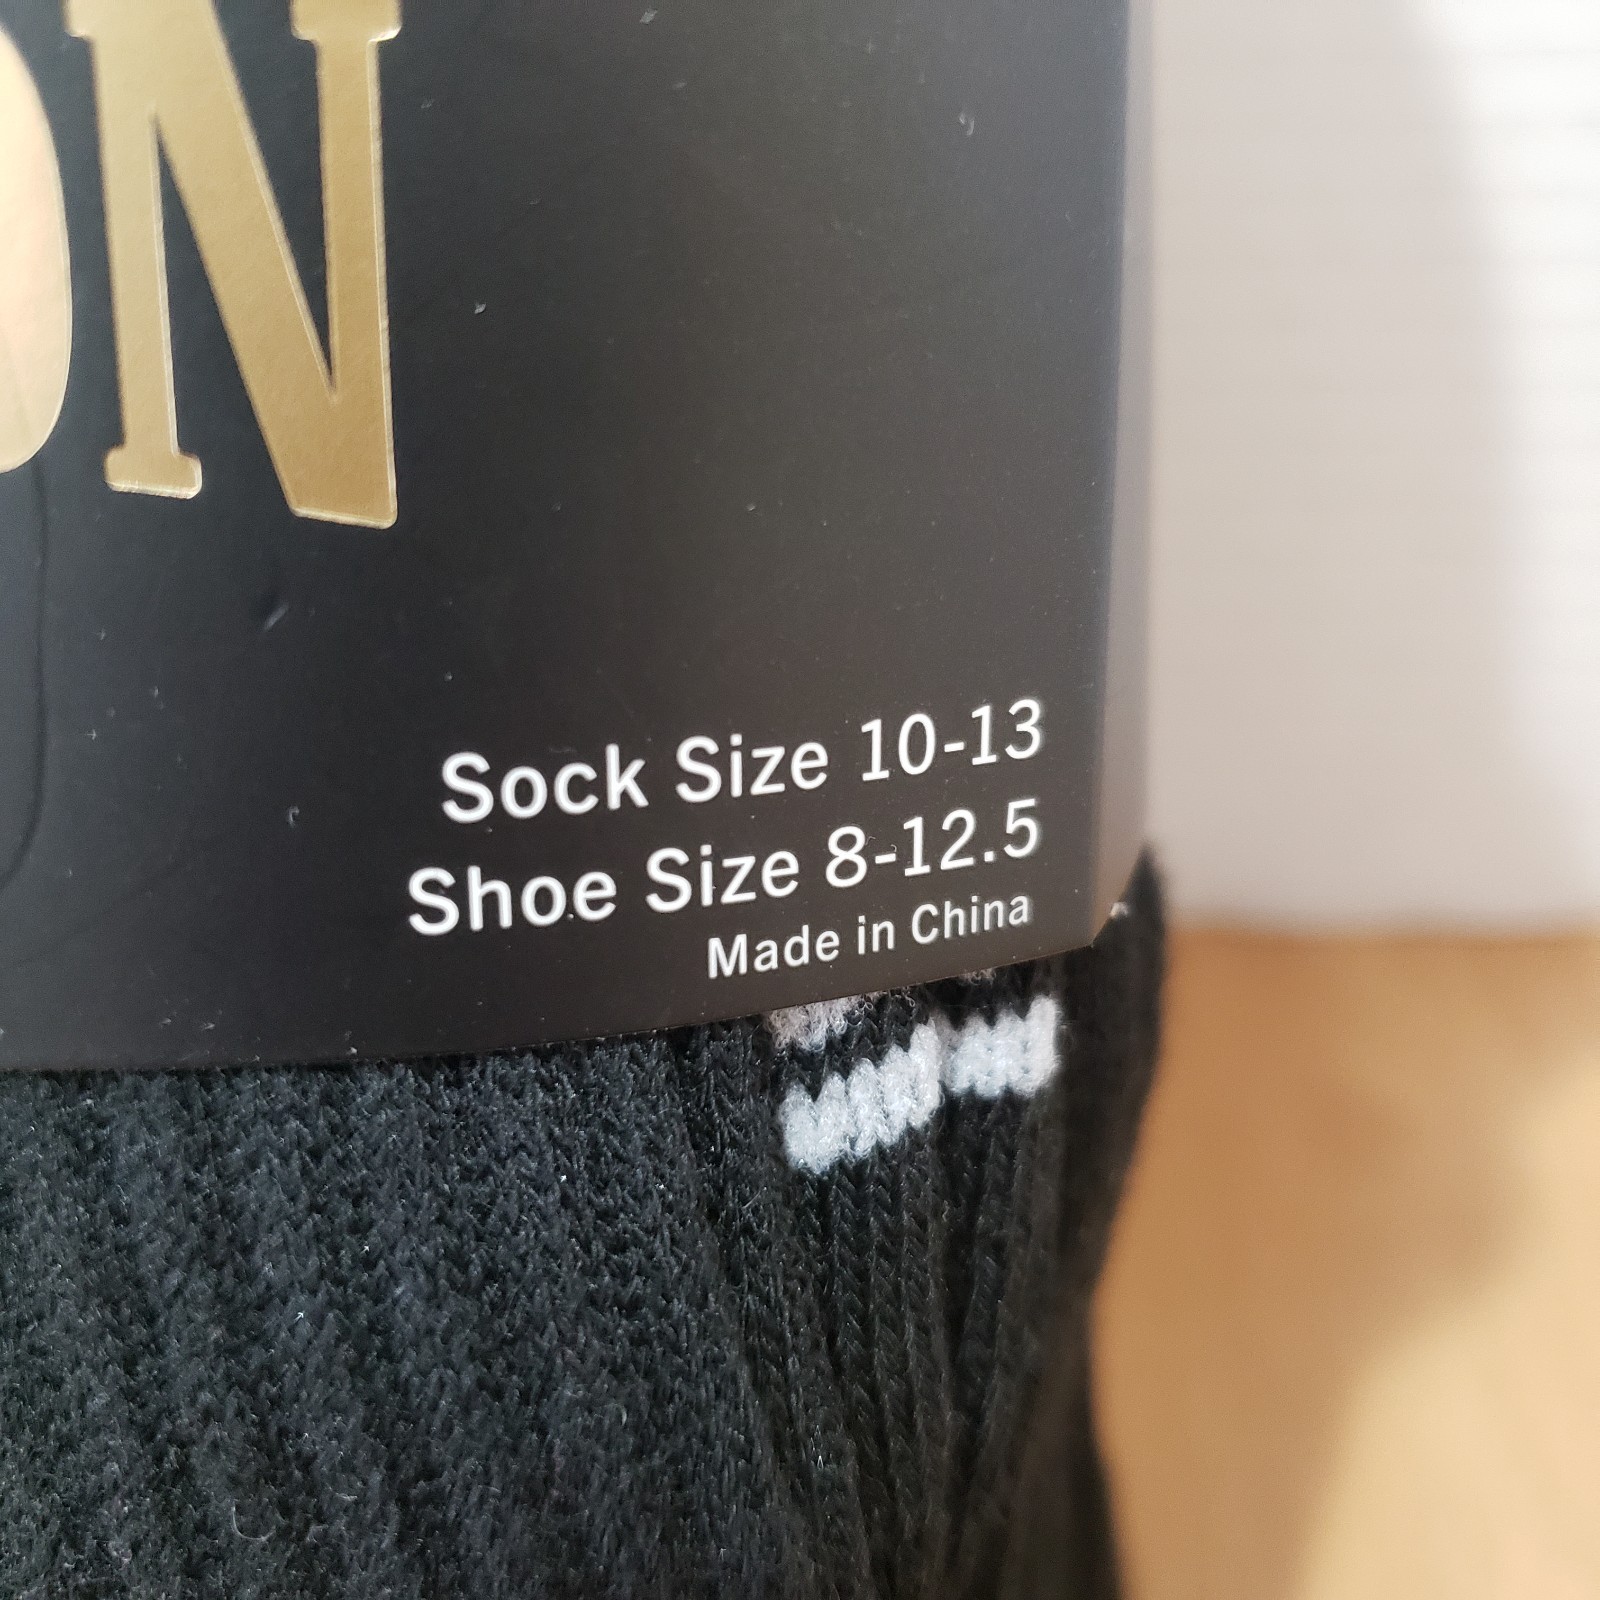 ON
Sock Size 10-13
Shoe Size 8-12.5
Made in China